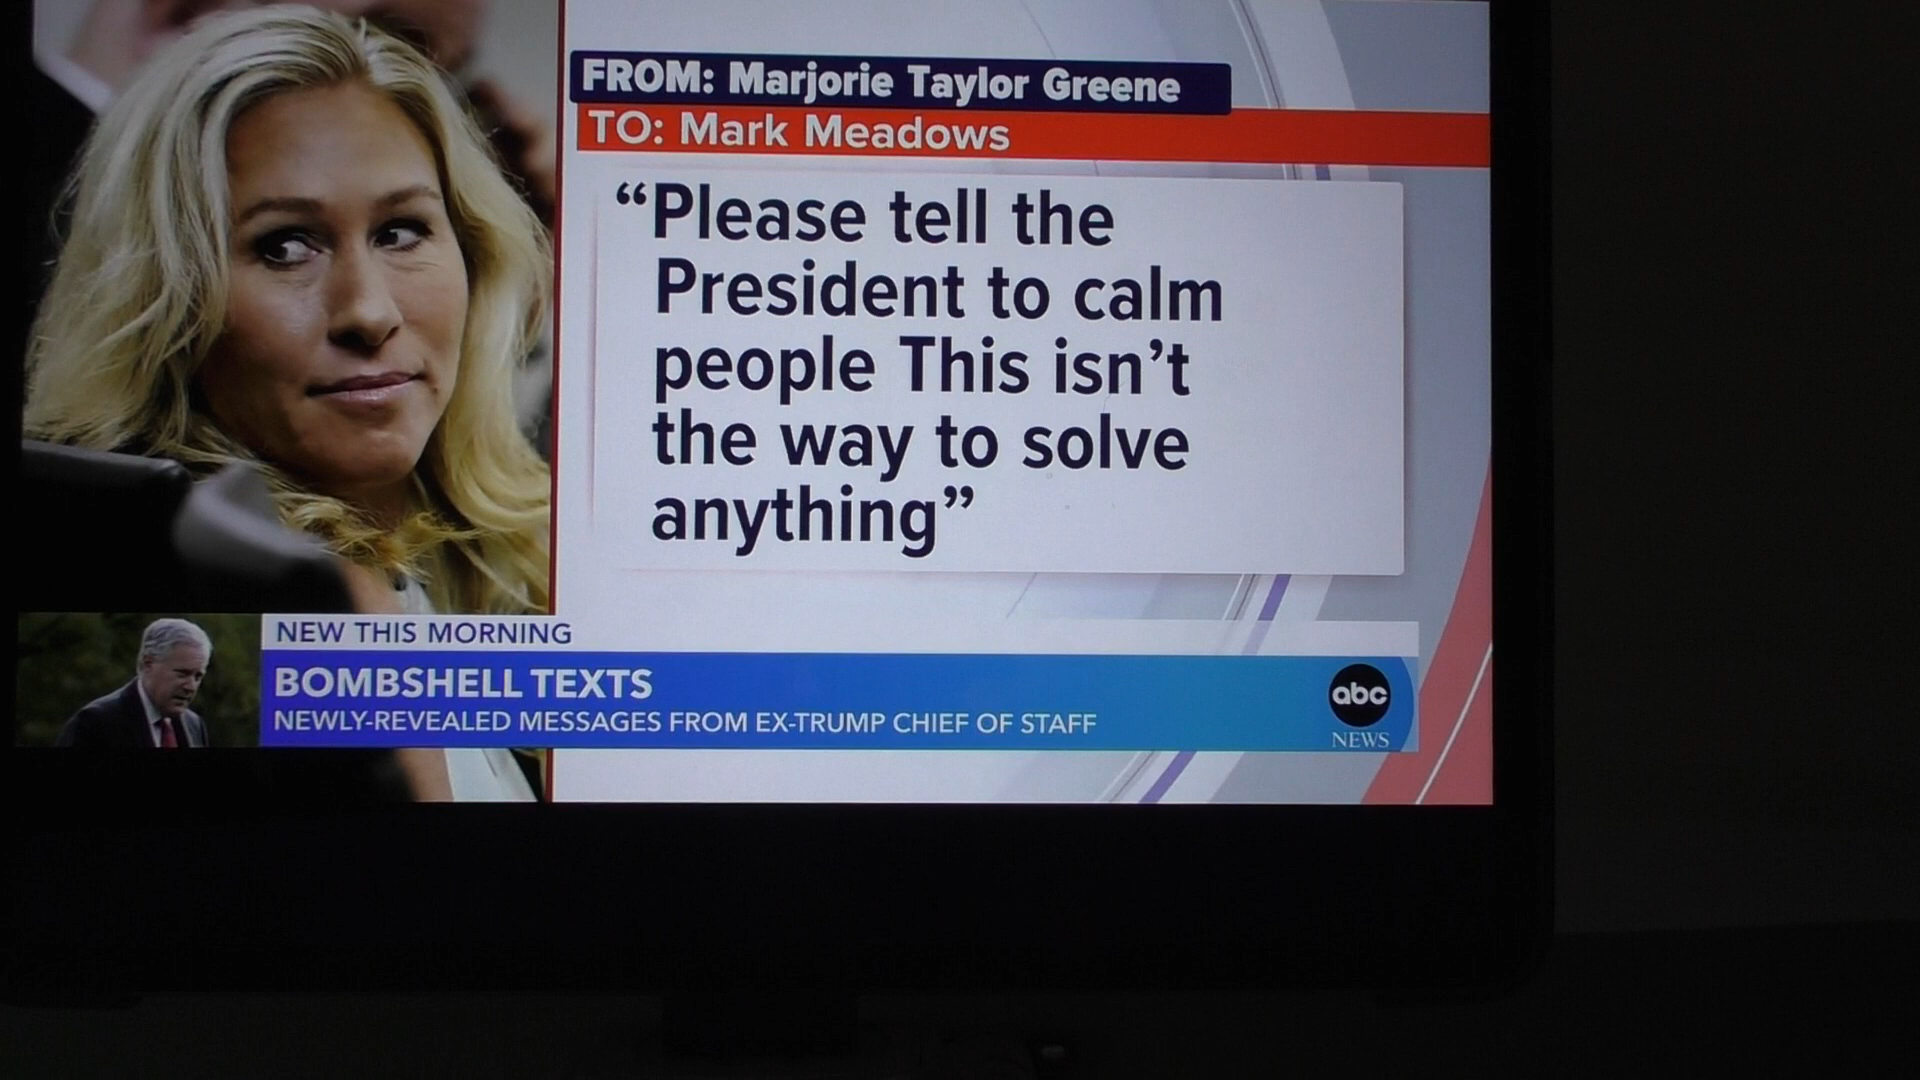 FROM: Marjorie Taylor Greene
TO: Mark Meadows
“Please tell the
President to calm
people This isn’t
the way to solve
anything”
NEW THIS MORNING
BOMBSHELL TEXTS
NEWLY-REVEALED MESSAGES FROM EX-TRUMP CHIEF OF STAFF
abc
NEWS